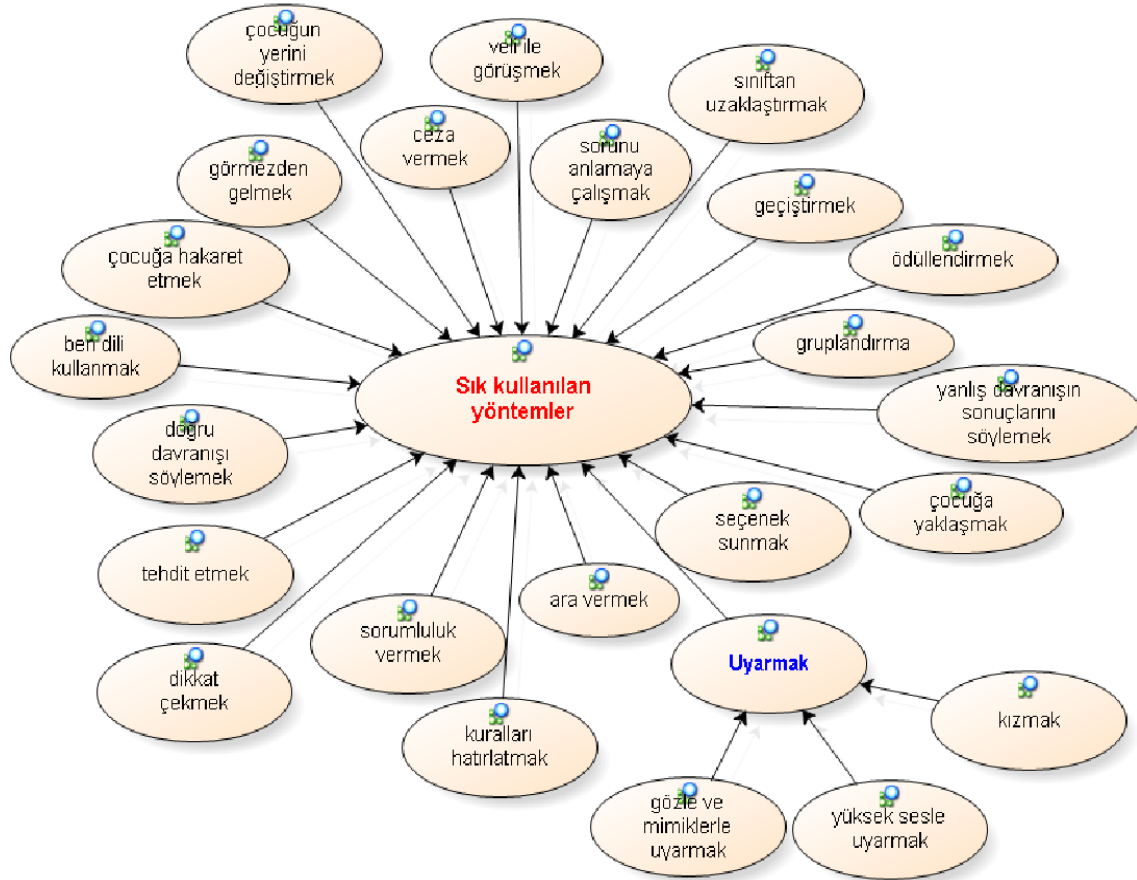 çocuğun
yerini
değiştirmek
veli ile
görüşmek
sınıftan
uzaklaştırmak
ceza
vermek
sorunu
anlamaya
çalışmak
görmezden
gelmek
geçiştirmek
çocuğa hakaret
etmek
ödüllendirmek
ben dili
kullanmak
gruplandırma
Sık kullanılan
yöntemler
yanlış davranışın
sonuçlarını
söylemek
doğru
davranışı
söylemek
seçenek
sunmak
çocuğa
yaklaşmak
tehdit etmek
ara vermek
sorumluluk
vermek
Uyarmak
dikkat
çekmek
kuralları
hatırlatmak
kızmak
gözle ve
mimiklerle
uyarmak
yüksek sesle
uyarmak